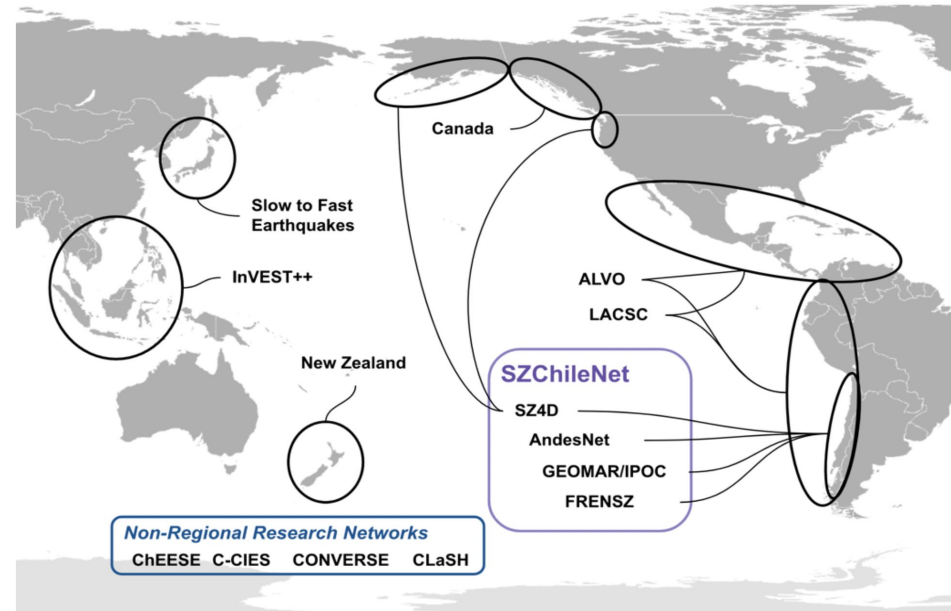 Canada
Slow to Fast
Earthquakes
InVEST++
ALVO
LACSC
New Zealand
SZChileNet
SZ4D
AndesNet
GEOMAR/IPOC
FRENSZ
Non-Regional Research Networks
ChEESE C-CIES CONVERSE CLaSH